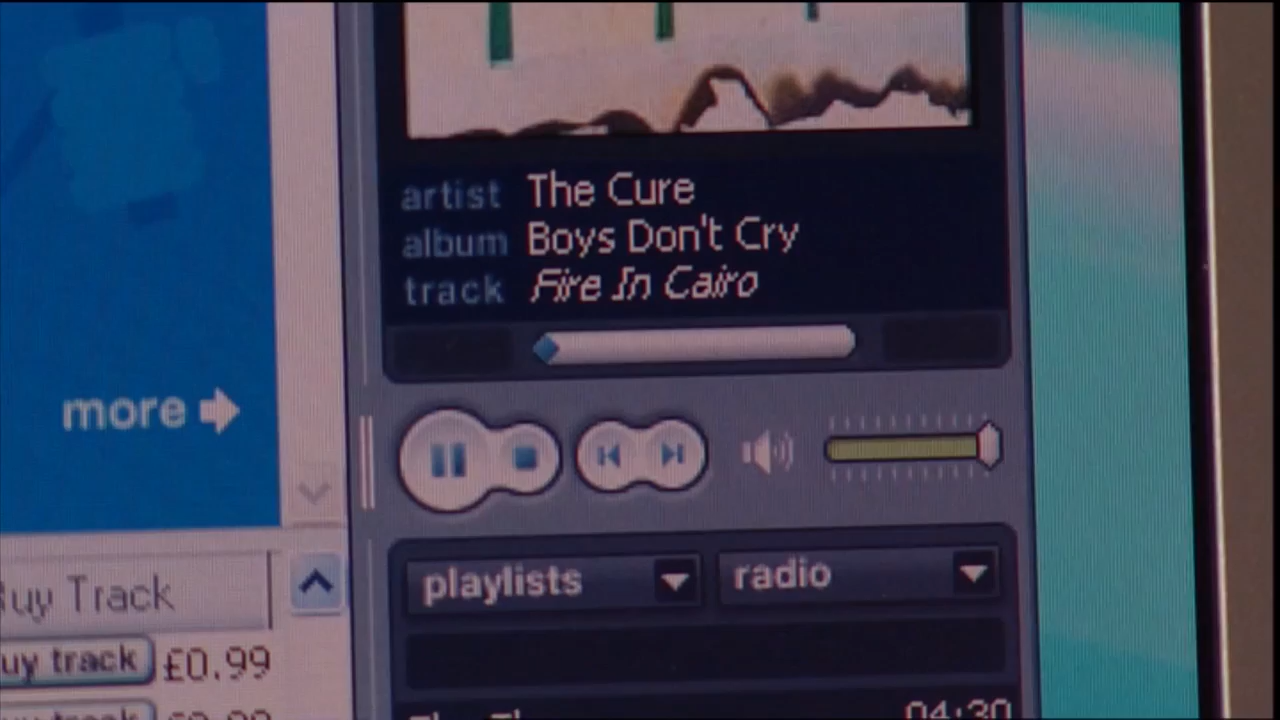 artist The Cure
album Boys Don't Cry
track Fire In Cairo
more
playlists
radio
Buy Track
uy track £0.99
04:30